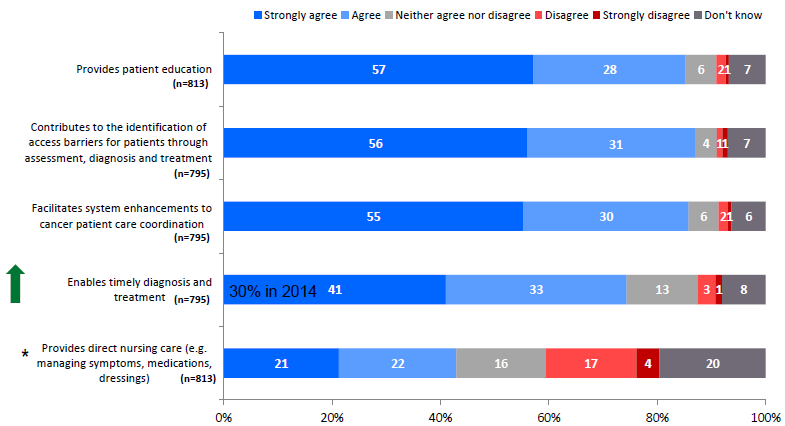 Strongly agree Agree Neither agree nor disagree Disagree Strongly disagree Don't know
Provides patient education
(n=813)
57 28 6 2 1 7
Contributes to the identification of
access barriers for patients through
assessment, diagnosis and treatment
(n=795)
56 31 4 1 1 7
Facilitates system enhancements to
cancer patient care coordination
(n=795)
55 30 6 2 1 6
Enables timely diagnosis and
treatment (n=795)
30% in 2014 41 33 13 3 1 8
* Provides direct nursing care (e.g.
managing symptoms, medications,
dressings) (n=813)
21 22 16 17 4 20
0% 20% 40% 60% 80% 100%